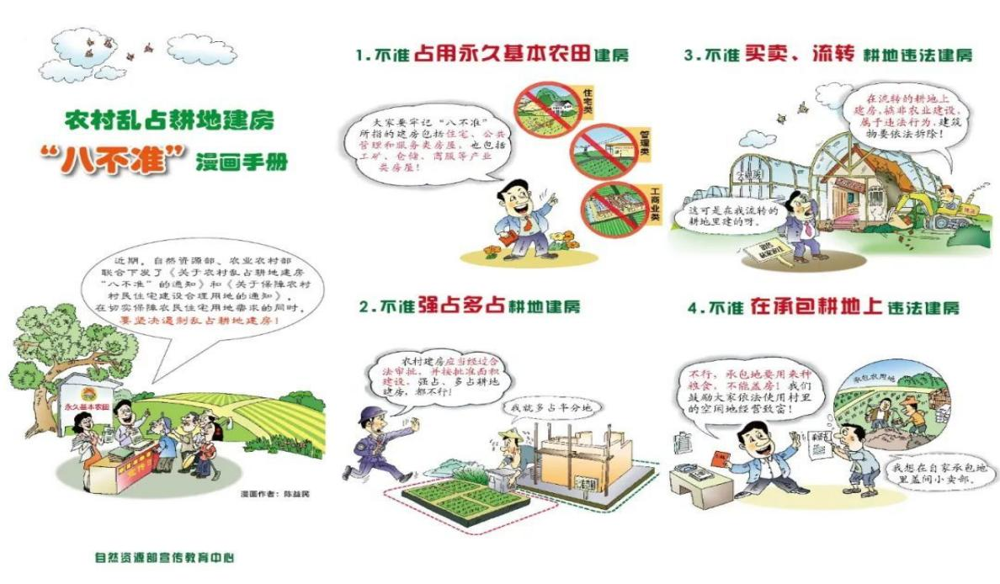 农村乱占耕地建房
“八不准”漫画手册
近期，自然资源部、农业农村部
联合下发了《关于农村乱占耕地建房
“八不准”的通知》和《关于保障农村
村民住宅建设合理用地的通知》，
在切实保障农民住宅用地需求的同时，
要坚决遏制乱占耕地建房！
永久基本农田
漫画作者：陈益民
自然资源部宣传教育中心
1.不准占用永久基本农田建房
大家要牢记“八不准”
所指的建房包括住宅、公共
管理和服务类房屋，也包括
工矿、仓储、商服等产业
类房屋！
住宅类
管理类
工商业类
2.不准强占多占耕地建房
农村建房应当经过合
法审批，并按批准面积
建设，强占、多占耕地
建房，都不行！
我就多占半分地
3.不准买卖、流转耕地违法建房
在流转的耕地上
建房，搞非农业建设，
属于违法行为，建筑
物要依法拆除！
这可是在我流转的
耕地里建的呀。
4.不准在承包耕地上违法建房
不行，承包地要用来种
粮食，不能盖房！我们
鼓励大家依法使用村里
的空闲地经营致富！
承包农用地
我想在自家承包地
里盖间小卖部。